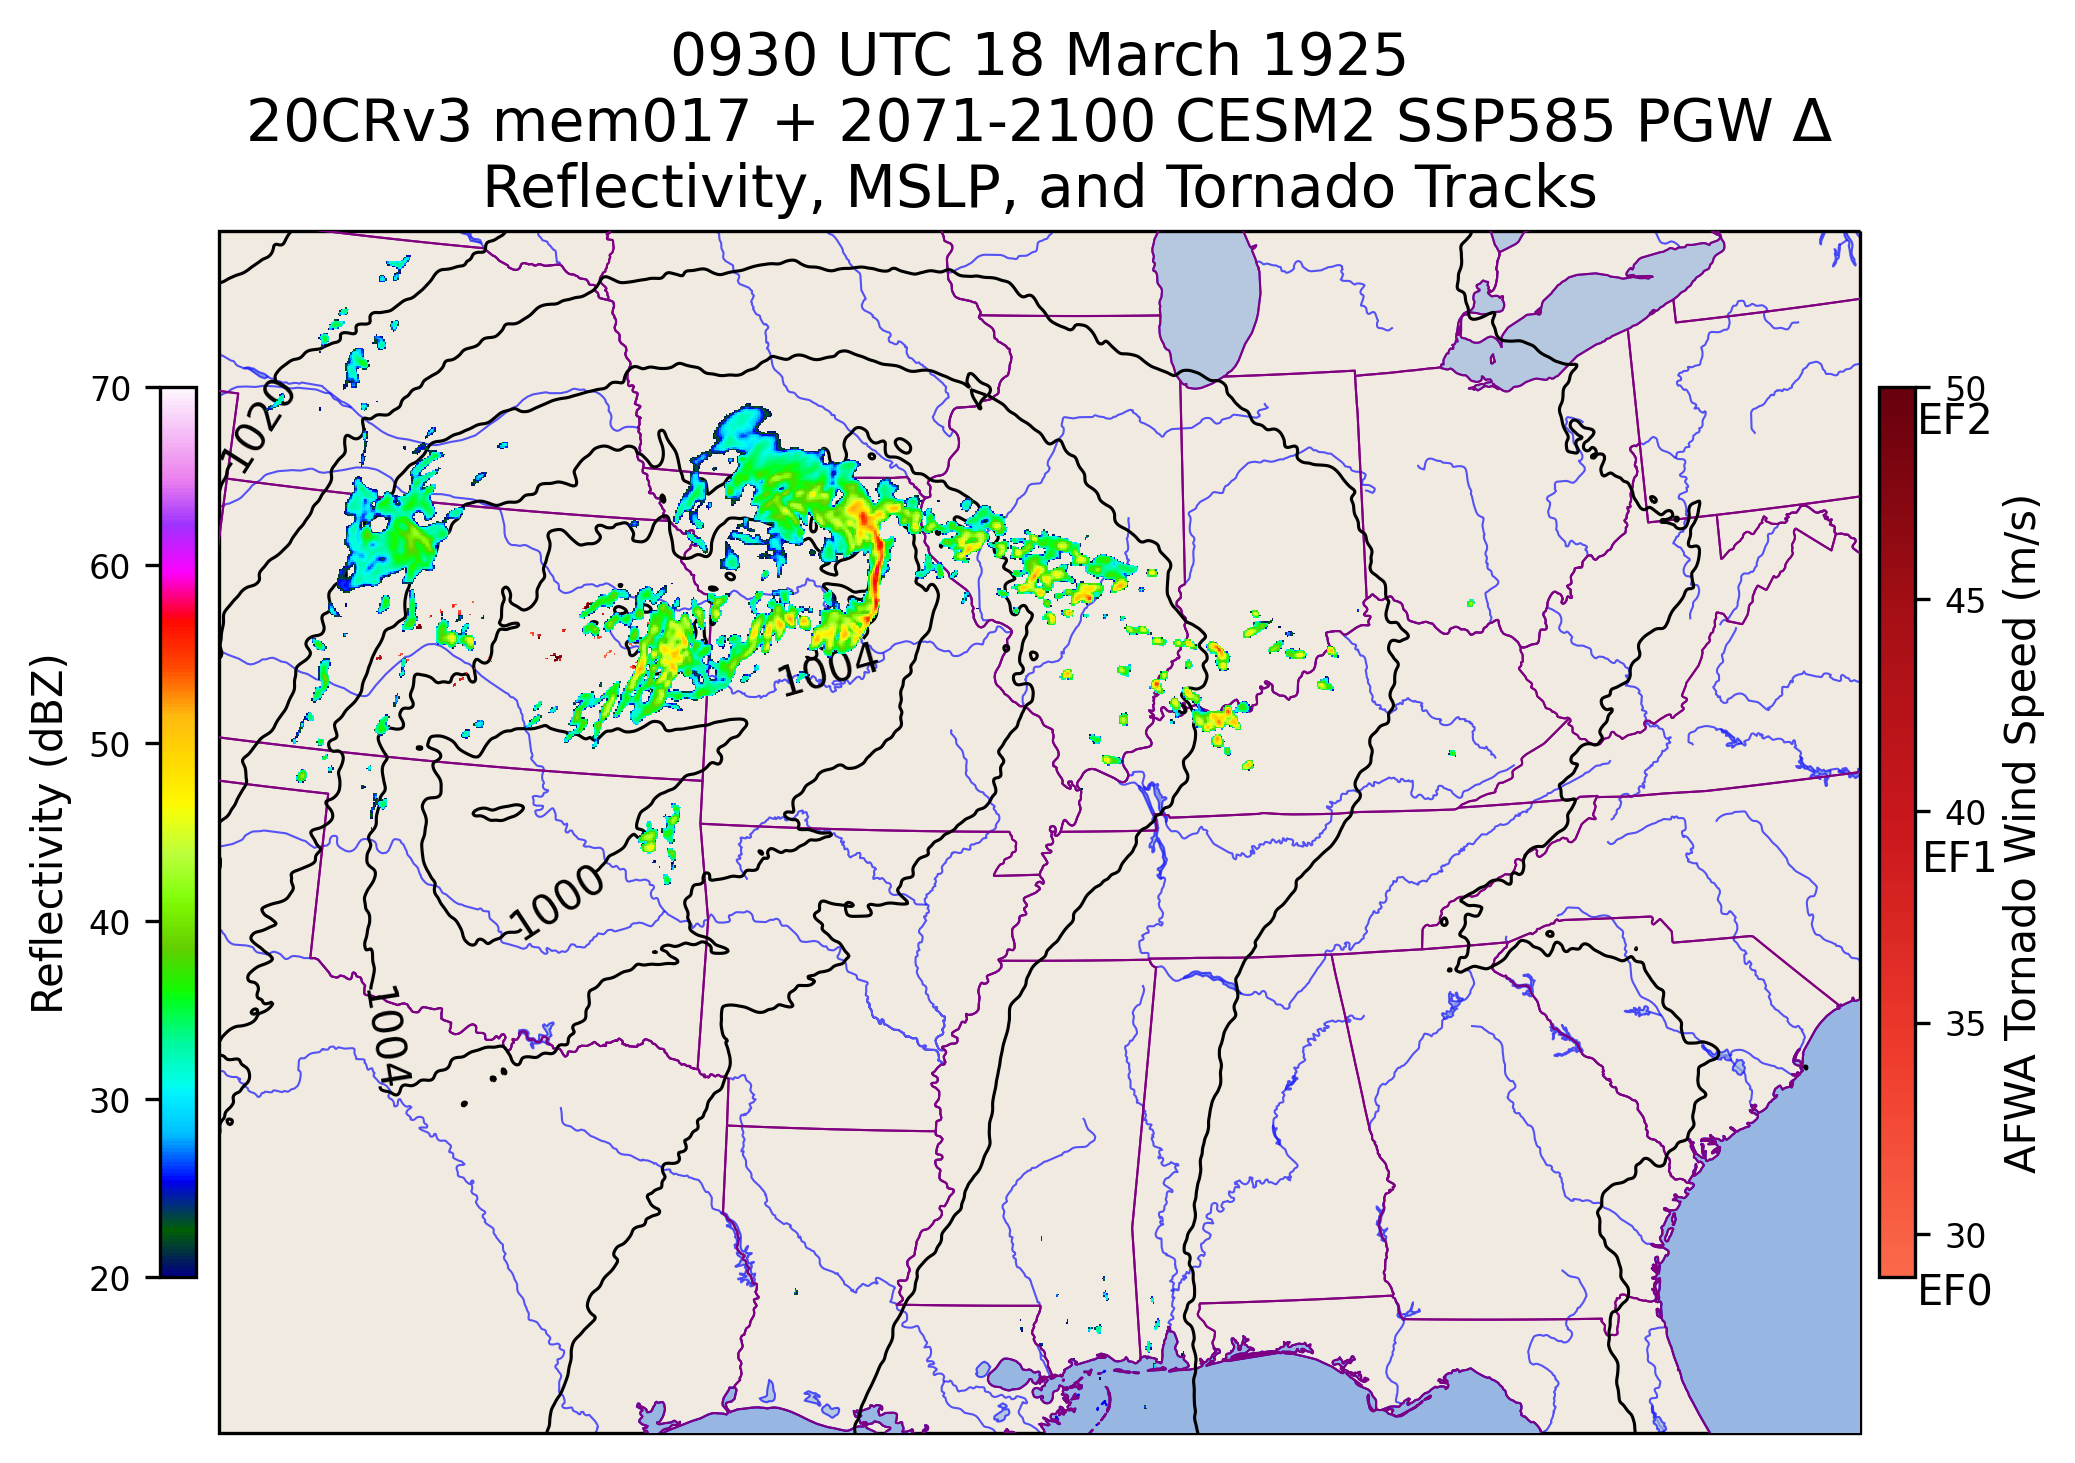 0930 UTC 18 March 1925
20CRv3 mem017 + 2071-2100 CESM2 SSP585 PGW Δ
Reflectivity, MSLP, and Tornado Tracks
70
60
50
40
30
20
Reflectivity (dBZ)
1020
1004
1000
1004
0
50
EF2
45
40
EF1
35
30
EF0
AFWA Tornado Wind Speed (m/s)